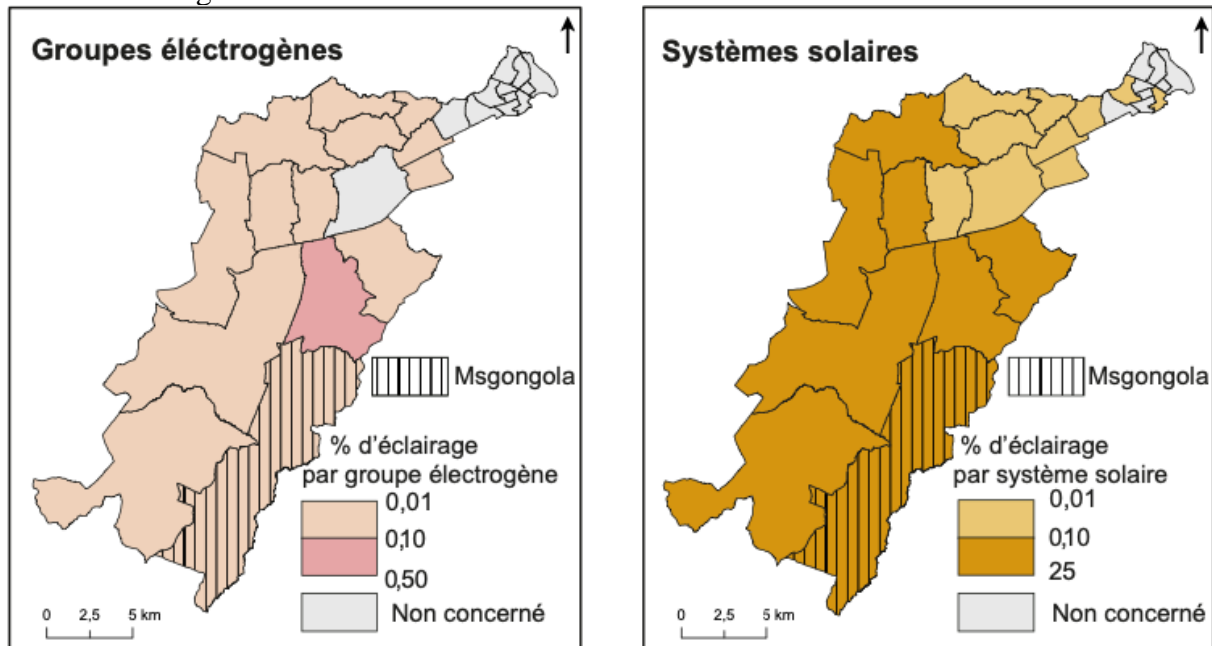 Groupes éléctrogènes
Msgongola
% d'éclairage
par groupe électrogène
0,01
0,10
0,50
Non concerné
0 2,5 5 km
Systèmes solaires
Msgongola
% d'éclairage
par système solaire
0,01
0,10
25
Non concerné
0 2,5 5 km